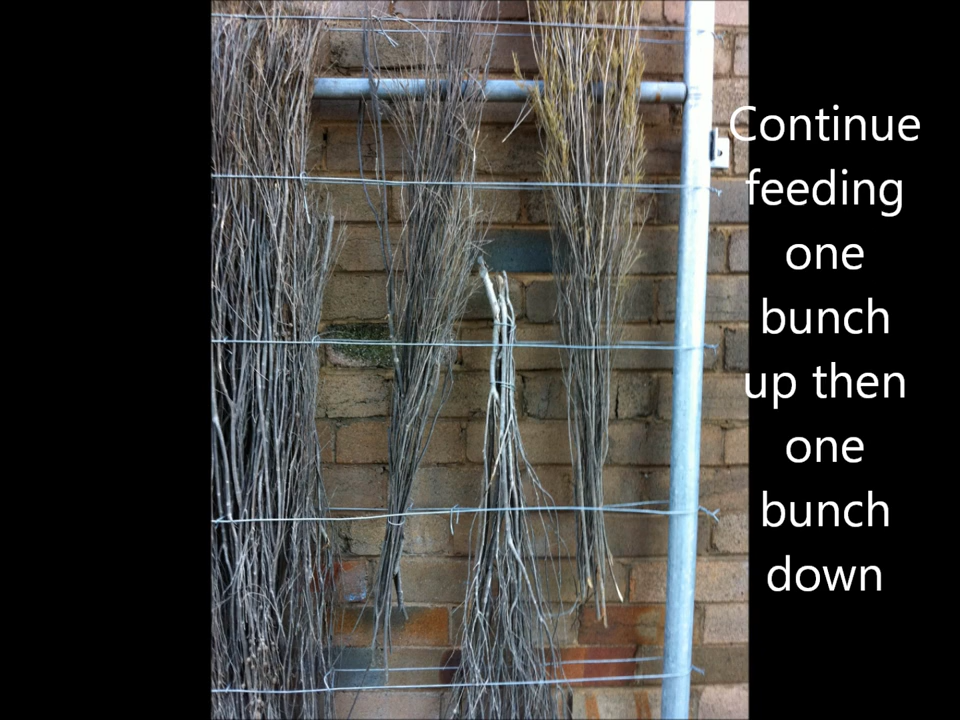 Continue
feeding
one
bunch
up then
one
bunch
down